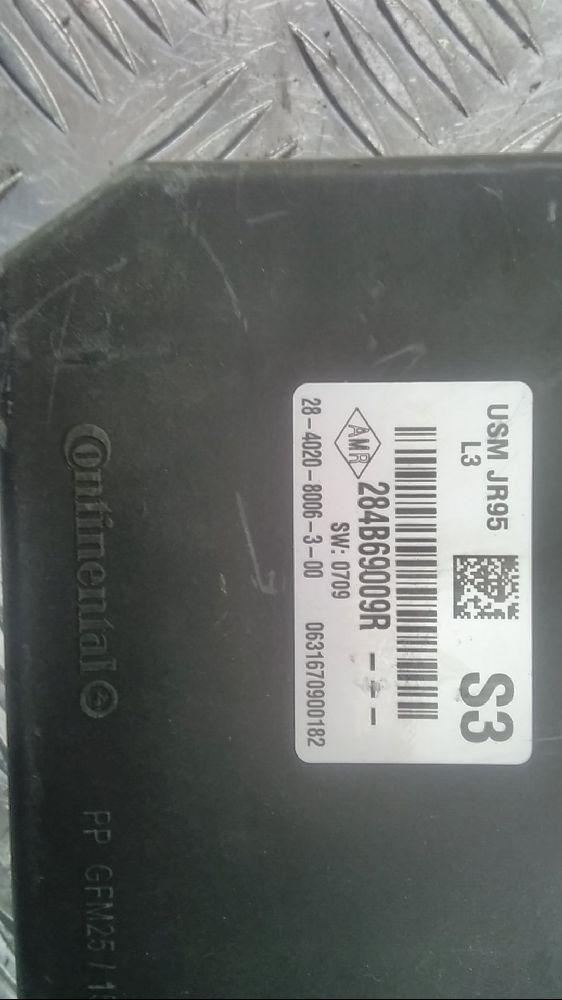 USM JR95
L3
S3
AMR
284B69009R - - -
SW: 0709
28-4020-8006-3-00
0631670900182
Continental
PP GFM25 /